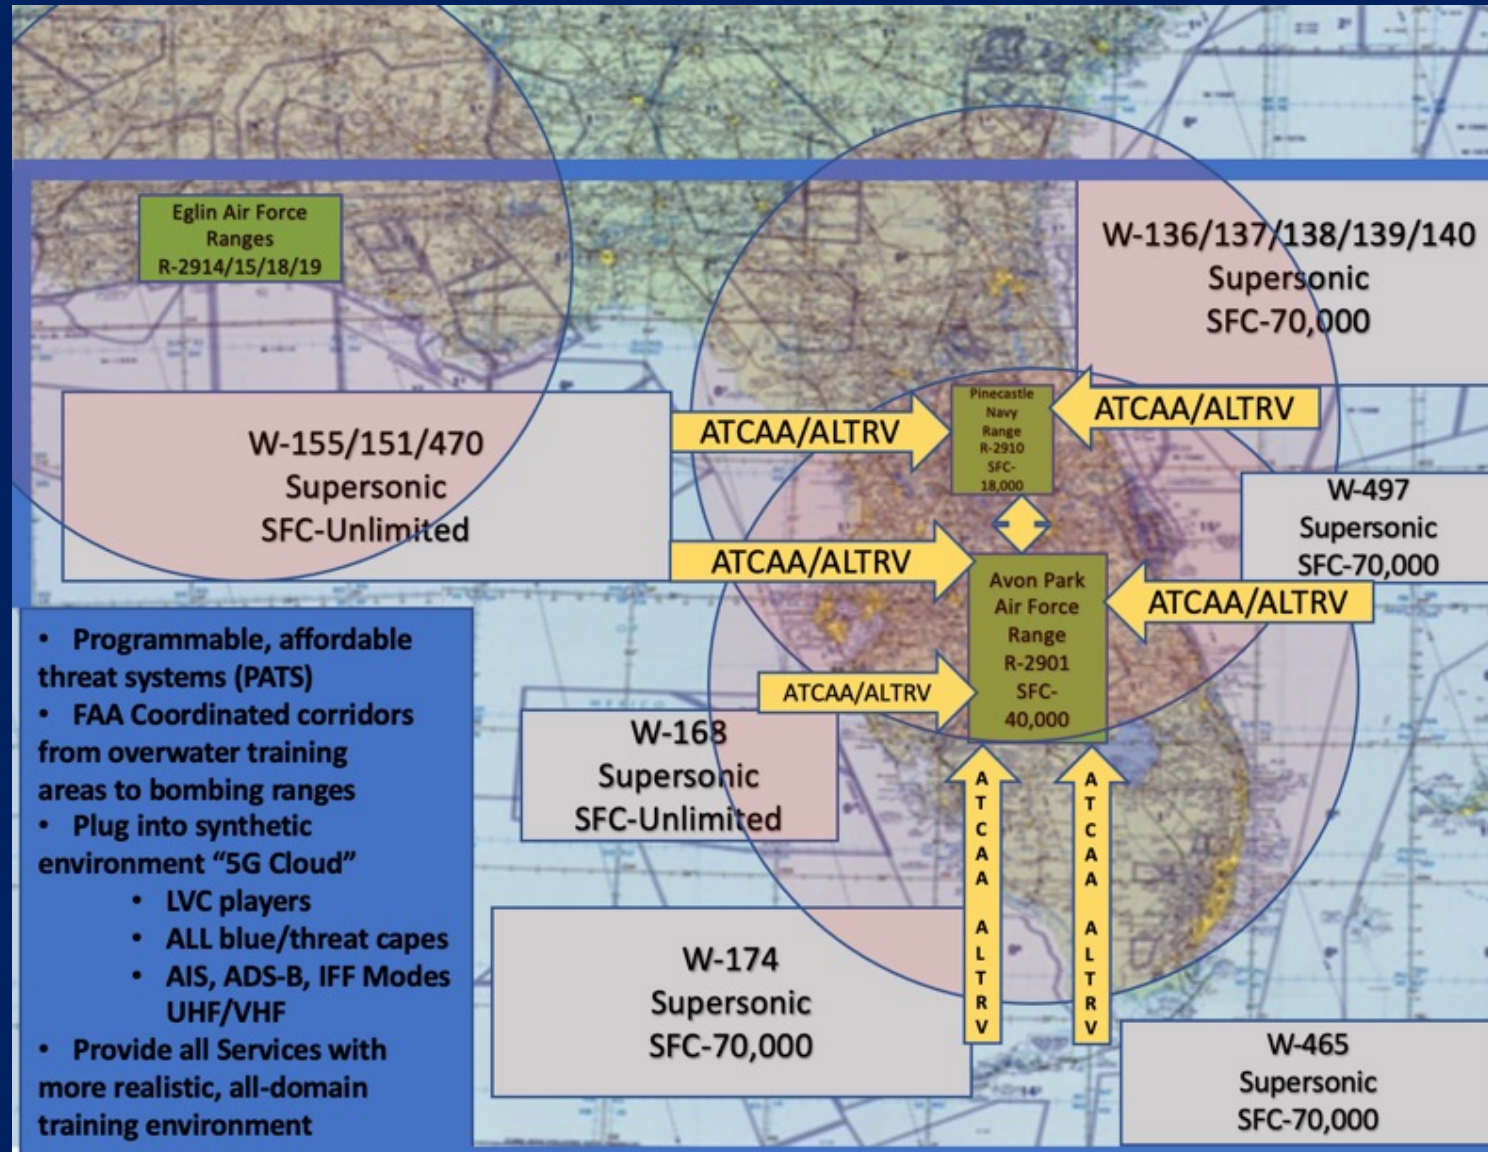 Eglin Air Force
Ranges
R-2914/15/18/19
W-136/137/138/139/140
Supersonic
SFC-70,000
Pinecastle
Navy
Range
R-2910
SFC-
18,000
ATCAA/ALTRV
ATCAA/ALTRV
W-155/151/470
Supersonic
SFC-Unlimited
W-497
Supersonic
SFC-70,000
ATCAA/ALTRV
Avon Park
Air Force
Range
R-2901
SFC-
40,000
ATCAA/ALTRV
ATCAA/ALTRV
W-168
Supersonic
SFC-Unlimited
ATCAA ALTRV
ATCAA ALTRV
W-174
Supersonic
SFC-70,000
W-465
Supersonic
SFC-70,000
• Programmable, affordable
threat systems (PATS)
• FAA Coordinated corridors
from overwater training
areas to bombing ranges
• Plug into synthetic
environment “5G Cloud”
• LVC players
• ALL blue/threat capes
• AIS, ADS-B, IFF Modes
UHF/VHF
• Provide all Services with
more realistic, all-domain
training environment